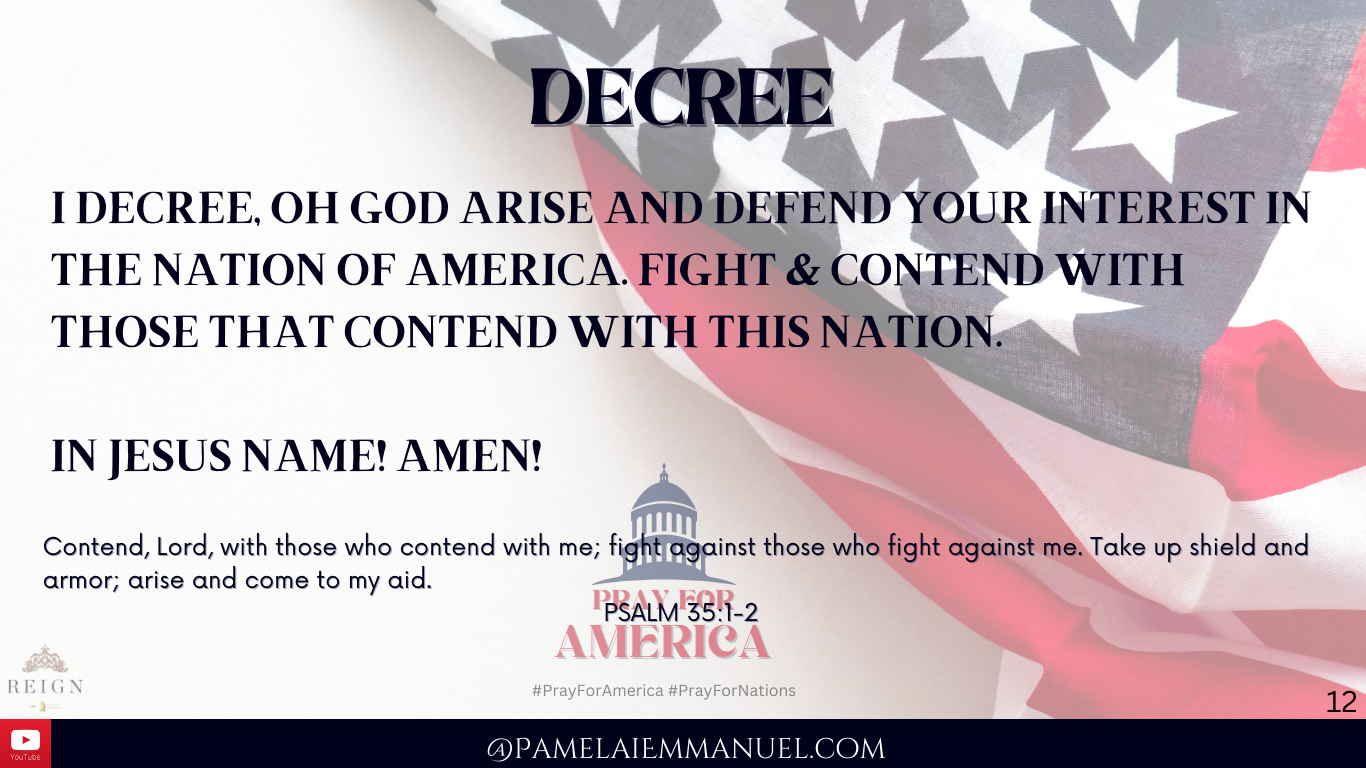 DECREE
I DECREE, OH GOD ARISE AND DEFEND YOUR INTEREST IN
THE NATION OF AMERICA. FIGHT & CONTEND WITH
THOSE THAT CONTEND WITH THIS NATION.
IN JESUS NAME! AMEN!
Contend, Lord, with those who contend with me; fight against those who fight against me. Take up shield and
armor; arise and come to my aid.
PRAY FOR
PSALM 35:1-2
AMERICA
REIGN
#PrayForAmerica #PrayForNations
12
YouTube
@PAMELAIEMMANUEL.COM